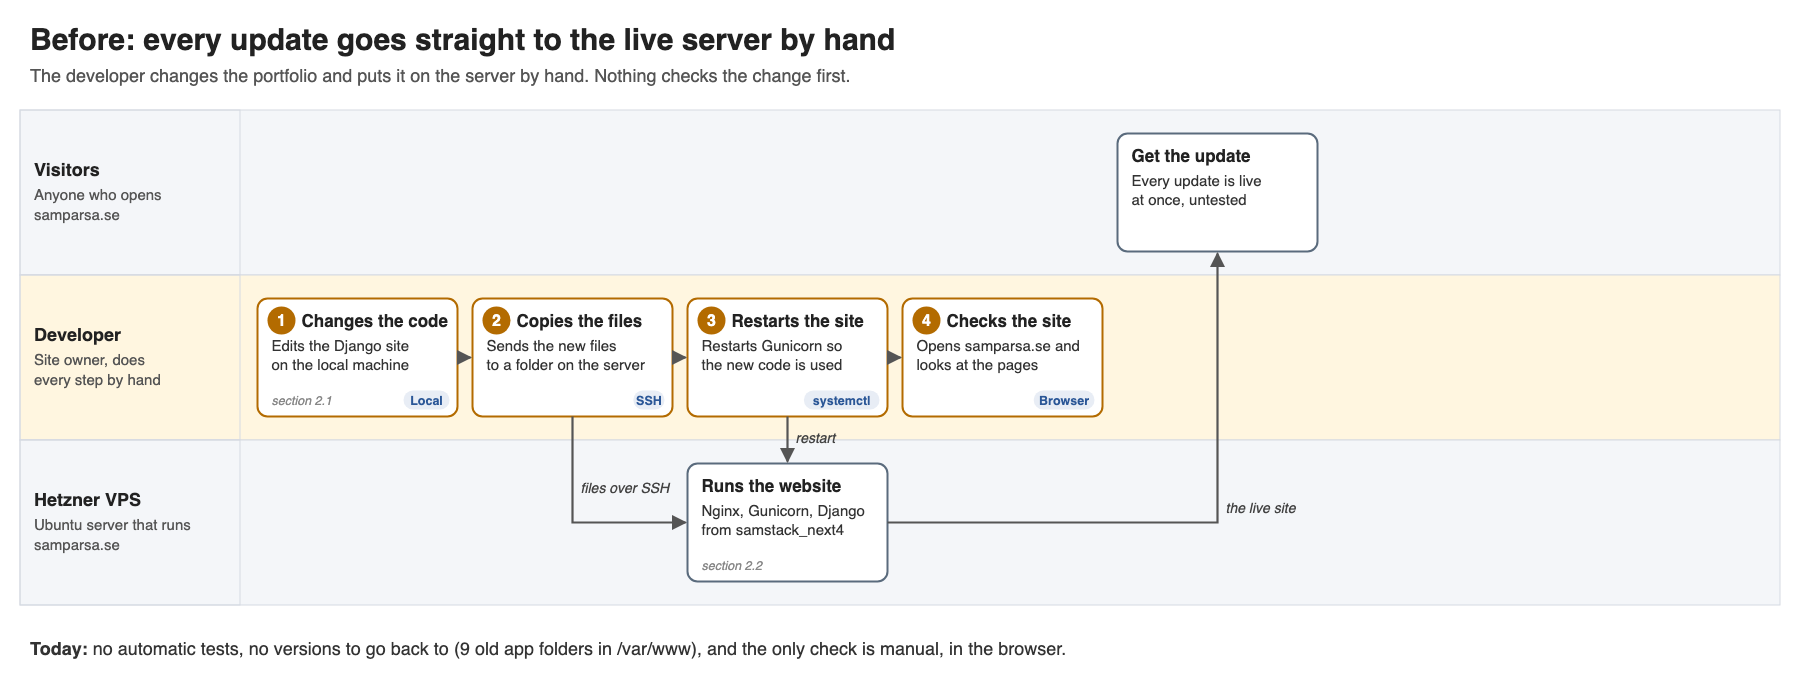 Before: every update goes straight to the live server by hand
The developer changes the portfolio and puts it on the server by hand. Nothing checks the change first.
Visitors
Anyone who opens
samparsa.se
Get the update
Every update is live
at once, untested
Developer
Site owner, does
every step by hand
1 Changes the code
Edits the Django site
on the local machine
section 2.1 Local
2 Copies the files
Sends the new files
to a folder on the server
SSH
3 Restarts the site
Restarts Gunicorn so
the new code is used
systemctl
4 Checks the site
Opens samparsa.se and
looks at the pages
Browser
restart
files over SSH
Hetzner VPS
Ubuntu server that runs
samparsa.se
Runs the website
Nginx, Gunicorn, Django
from samstack_next4
section 2.2
the live site
Today: no automatic tests, no versions to go back to (9 old app folders in /var/www), and the only check is manual, in the browser.